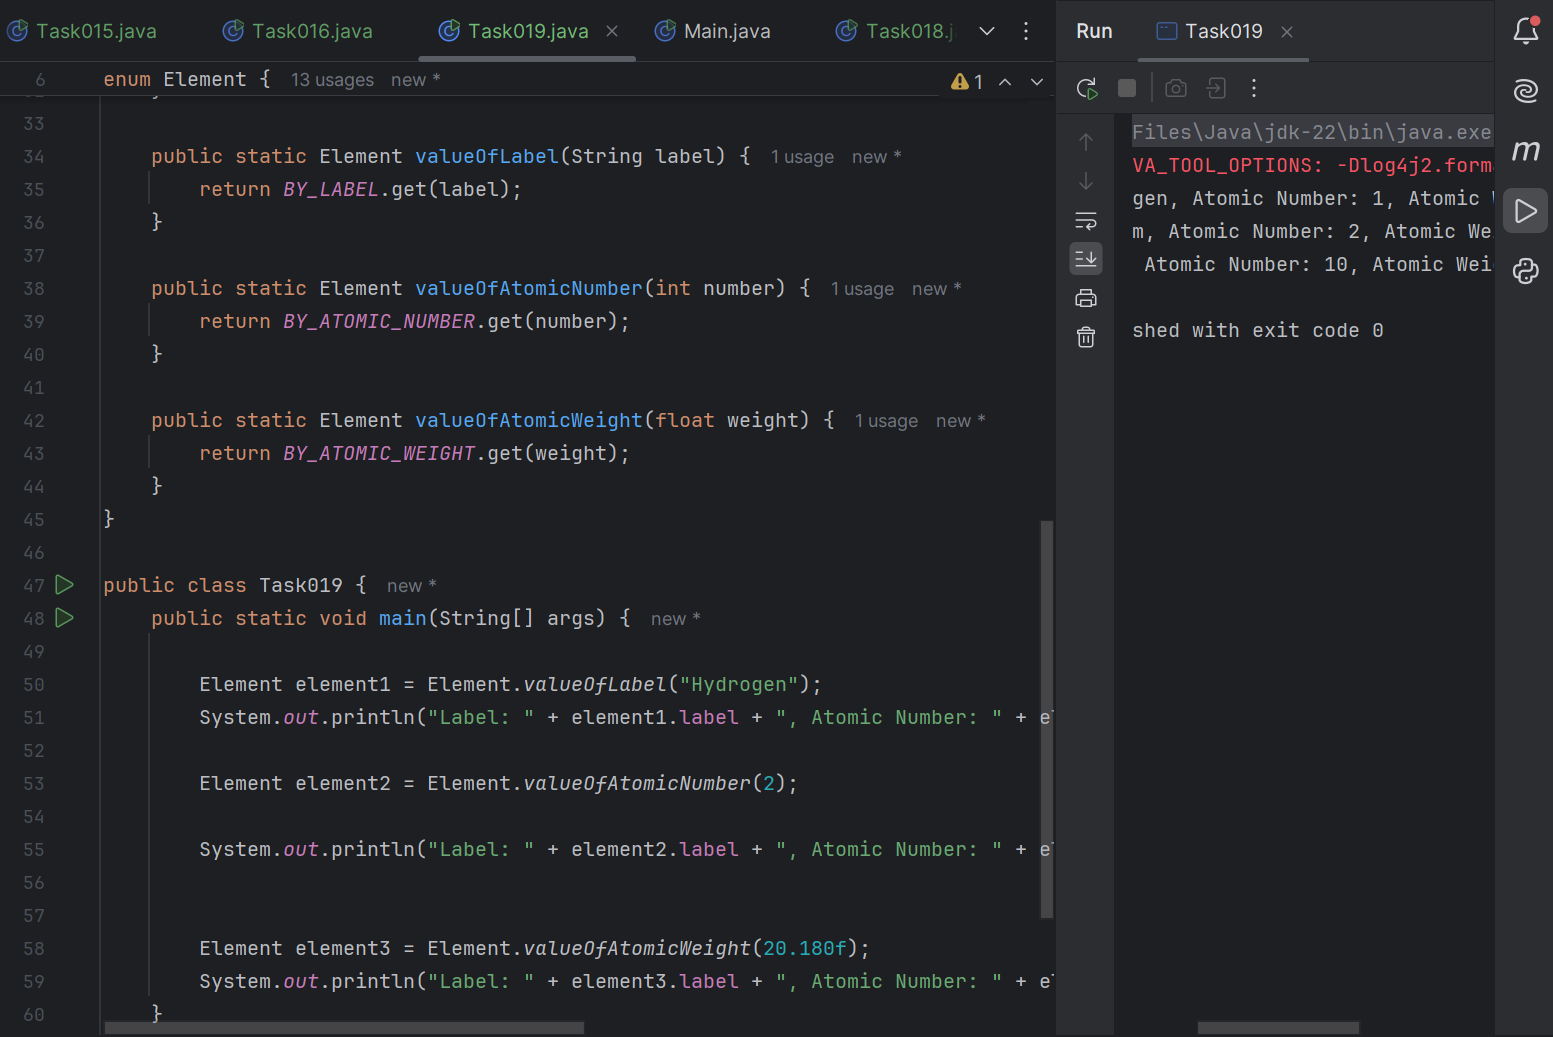 Task015.java Task016.java Task019.java Main.java Task018.j
Run Task019
6 enum Element { 13 usages new * 1
33
34 public static Element valueOfLabel(String label) { 1 usage new *
35 return BY_LABEL.get(label);
36 }
37
38 public static Element valueOfAtomicNumber(int number) { 1 usage new *
39 return BY_ATOMIC_NUMBER.get(number);
40 }
41
42 public static Element valueOfAtomicWeight(float weight) { 1 usage new *
43 return BY_ATOMIC_WEIGHT.get(weight);
44 }
45 }
46
47 public class Task019 { new *
48 public static void main(String[] args) { new *
49
50 Element element1 = Element.valueOfLabel("Hydrogen");
51 System.out.println("Label: " + element1.label + ", Atomic Number: " + el
52
53 Element element2 = Element.valueOfAtomicNumber(2);
54
55 System.out.println("Label: " + element2.label + ", Atomic Number: " + el
56
57
58 Element element3 = Element.valueOfAtomicWeight(20.180f);
59 System.out.println("Label: " + element3.label + ", Atomic Number: " + el
60 }
Files\Java\jdk-22\bin\java.exe
VA_TOOL_OPTIONS: -Dlog4j2.form
gen, Atomic Number: 1, Atomic W
m, Atomic Number: 2, Atomic Wei
Atomic Number: 10, Atomic Weig
shed with exit code 0
m